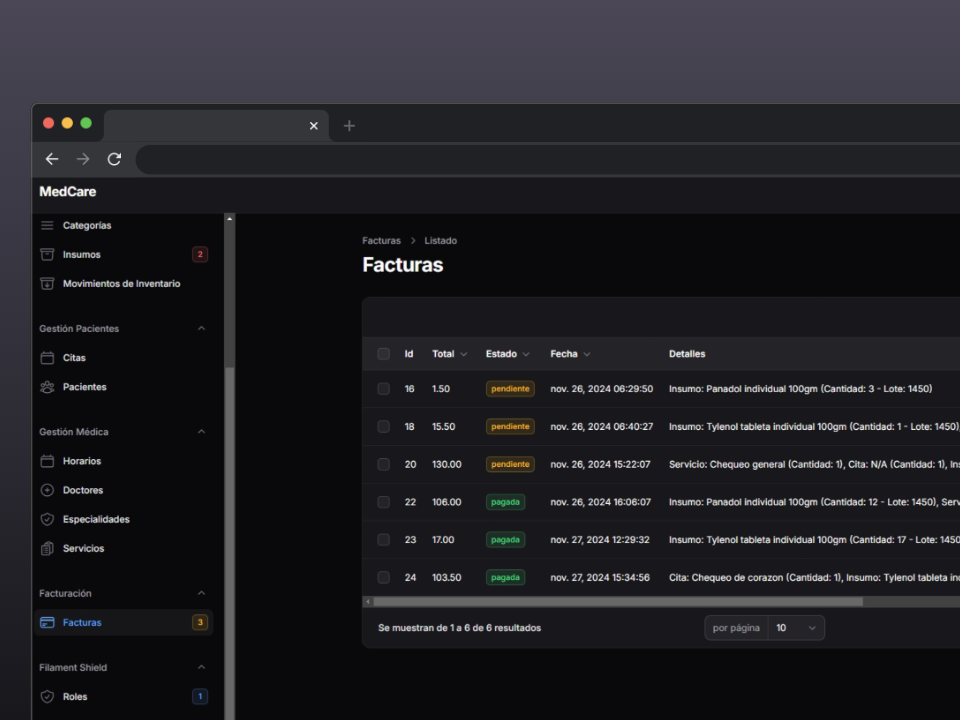 MedCare
Categorías
Insumos 2
Movimientos de Inventario
Gestión Pacientes
Citas
Pacientes
Gestión Médica
Horarios
Doctores
Especialidades
Servicios
Facturación
Facturas 3
Filament Shield
Roles 1
Facturas > Listado
Facturas
Id Total Estado Fecha Detalles
16 1.50 pendiente nov. 26, 2024 06:29:50 Insumo: Panadol individual 100gm (Cantidad: 3 - Lote: 1450)
18 15.50 pendiente nov. 26, 2024 06:40:27 Insumo: Tylenol tableta individual 100gm (Cantidad: 1 - Lote: 1450)
20 130.00 pendiente nov. 26, 2024 15:22:07 Servicio: Chequeo general (Cantidad: 1), Cita: N/A (Cantidad: 1), In
22 106.00 pagada nov. 26, 2024 16:06:07 Insumo: Panadol individual 100gm (Cantidad: 12 - Lote: 1450), Serv
23 17.00 pagada nov. 27, 2024 12:29:32 Insumo: Tylenol tableta individual 100gm (Cantidad: 17 - Lote: 1450
24 103.50 pagada nov. 27, 2024 15:34:56 Cita: Chequeo de corazon (Cantidad: 1), Insumo: Tylenol tableta in
Se muestran de 1 a 6 de 6 resultados
por página 10